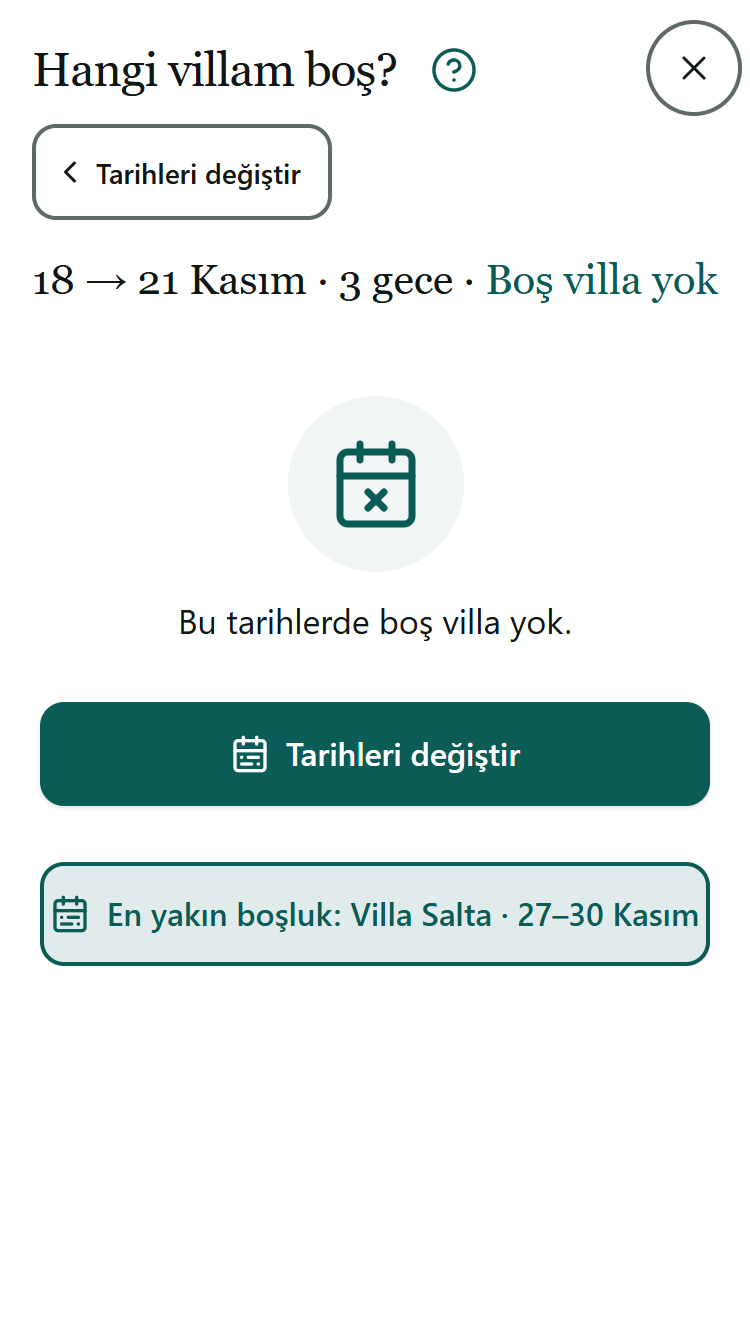 Hangi villam boş?
Tarihleri değiştir
18 → 21 Kasım · 3 gece · Boş villa yok
Bu tarihlerde boş villa yok.
Tarihleri değiştir
En yakın boşluk: Villa Salta · 27–30 Kasım